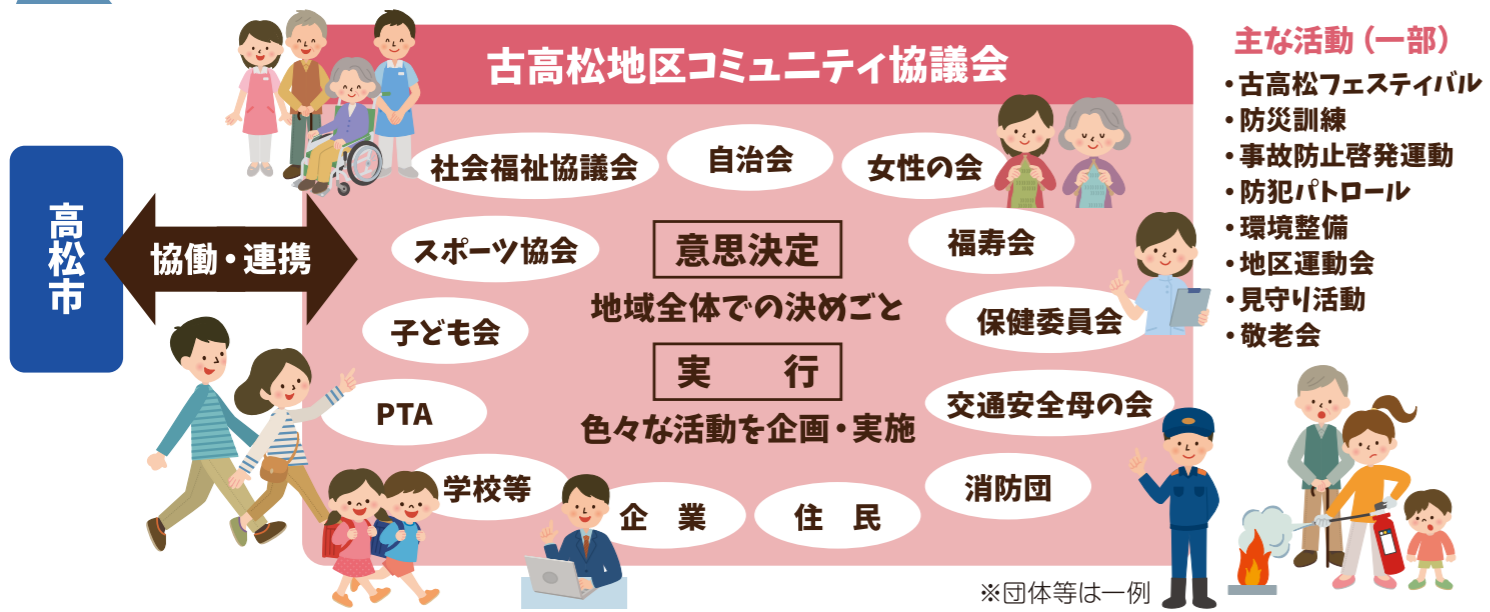 古高松地区コミュニティ協議会
高松市
協働・連携
社会福祉協議会
自治会
女性の会
スポーツ協会
福寿会
子ども会
保健委員会
PTA
交通安全母の会
学校等
企　業
住　民
消防団
意思決定
地域全体での決めごと
実　行
色々な活動を企画・実施
※団体等は一例
主な活動（一部）
・古高松フェスティバル
・防災訓練
・事故防止啓発運動
・防犯パトロール
・環境整備
・地区運動会
・見守り活動
・敬老会